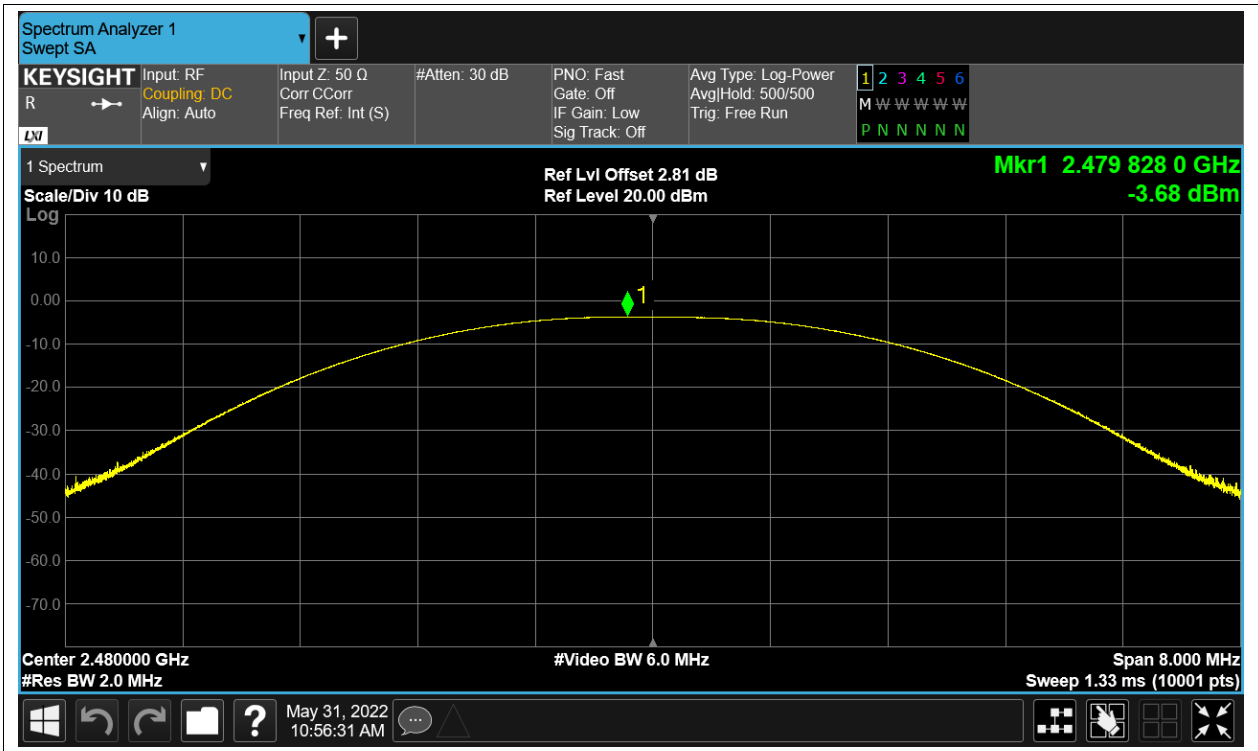 Spectrum Analyzer 1
Swept SA
+
KEYSIGHT
R
LXI
Input: RF
Coupling: DC
Align: Auto
Input Z: 50 Ω
Corr CCorr
Freq Ref: Int (S)
#Atten: 30 dB
PNO: Fast
Gate: Off
IF Gain: Low
Sig Track: Off
Avg Type: Log-Power
Avg|Hold: 500/500
Trig: Free Run
1 2 3 4 5 6
M W W W W W
P N N N N N
1 Spectrum
Scale/Div 10 dB
Log
Ref Lvl Offset 2.81 dB
Ref Level 20.00 dBm
Mkr1 2.479 828 0 GHz
-3.68 dBm
10.0
0.00
-10.0
-20.0
-30.0
-40.0
-50.0
-60.0
-70.0
1
Center 2.480000 GHz
#Res BW 2.0 MHz
#Video BW 6.0 MHz
Span 8.000 MHz
Sweep 1.33 ms (10001 pts)
?
May 31, 2022
10:56:31 AM